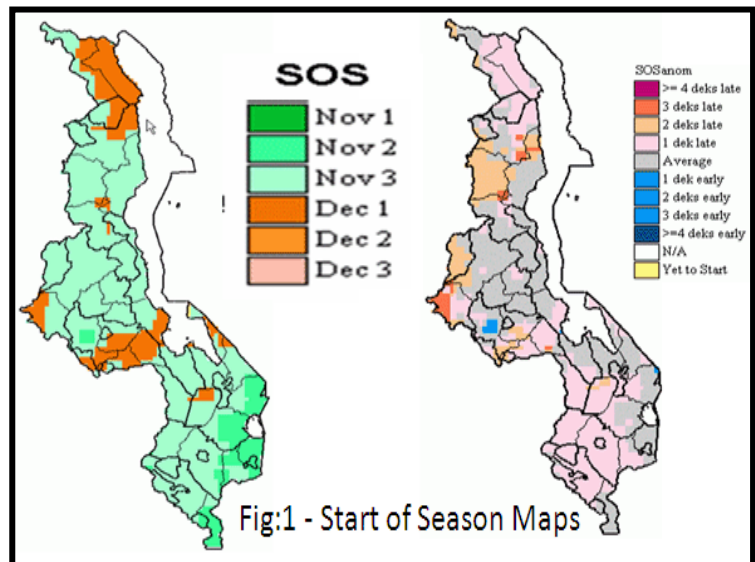 SOS
Nov 1
Nov 2
Nov 3
Dec 1
Dec 2
Dec 3
SOSanom
>= 4 deks late
3 deks late
2 deks late
1 dek late
Average
1 dek early
2 deks early
3 deks early
>=4 deks early
N/A
Yet to Start
Fig:1 - Start of Season Maps